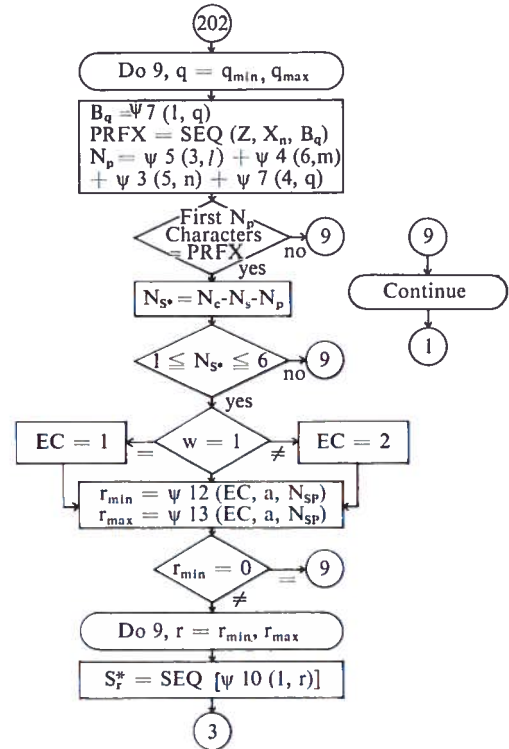 202
Do 9, q = q_min, q_max
B_q = ψ 7 (1, q)
PRFX = SEQ (Z, X_n, B_q)
N_p = ψ 5 (3, l) + ψ 4 (6,m)
+ ψ 3 (5, n) + ψ 7 (4, q)
First N_p
Characters
= PRFX
no
9
yes
9
Continue
1
N_S* = N_c-N_s-N_p
1 ≦ N_S* ≦ 6
no
9
yes
EC = 1
=
w = 1
≠
EC = 2
r_min = ψ 12 (EC, a, N_SP)
r_max = ψ 13 (EC, a, N_SP)
r_min = 0
=
9
≠
Do 9, r = r_min, r_max
S*_r = SEQ [ψ 10 (1, r)]
3